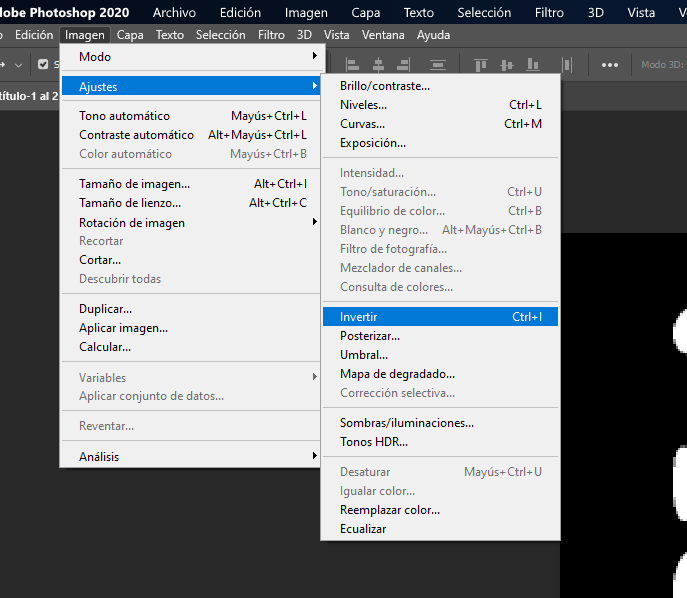 lobe Photoshop 2020 Archivo Edición Imagen Capa Texto Selección Filtro 3D Vista V
o Edición Imagen Capa Texto Selección Filtro 3D Vista Ventana Ayuda
S Modo 3D:
título-1 al 2
Modo
Ajustes
Tono automático Mayús+Ctrl+L
Contraste automático Alt+Mayús+Ctrl+L
Color automático Mayús+Ctrl+B
Tamaño de imagen... Alt+Ctrl+I
Tamaño de lienzo... Alt+Ctrl+C
Rotación de imagen
Recortar
Cortar...
Descubrir todas
Duplicar...
Aplicar imagen...
Calcular...
Variables
Aplicar conjunto de datos...
Reventar...
Análisis
Brillo/contraste...
Niveles... Ctrl+L
Curvas... Ctrl+M
Exposición...
Intensidad...
Tono/saturación... Ctrl+U
Equilibrio de color... Ctrl+B
Blanco y negro... Alt+Mayús+Ctrl+B
Filtro de fotografía...
Mezclador de canales...
Consulta de colores...
Invertir Ctrl+I
Posterizar...
Umbral...
Mapa de degradado...
Corrección selectiva...
Sombras/iluminaciones...
Tonos HDR...
Desaturar Mayús+Ctrl+U
Igualar color...
Reemplazar color...
Ecualizar